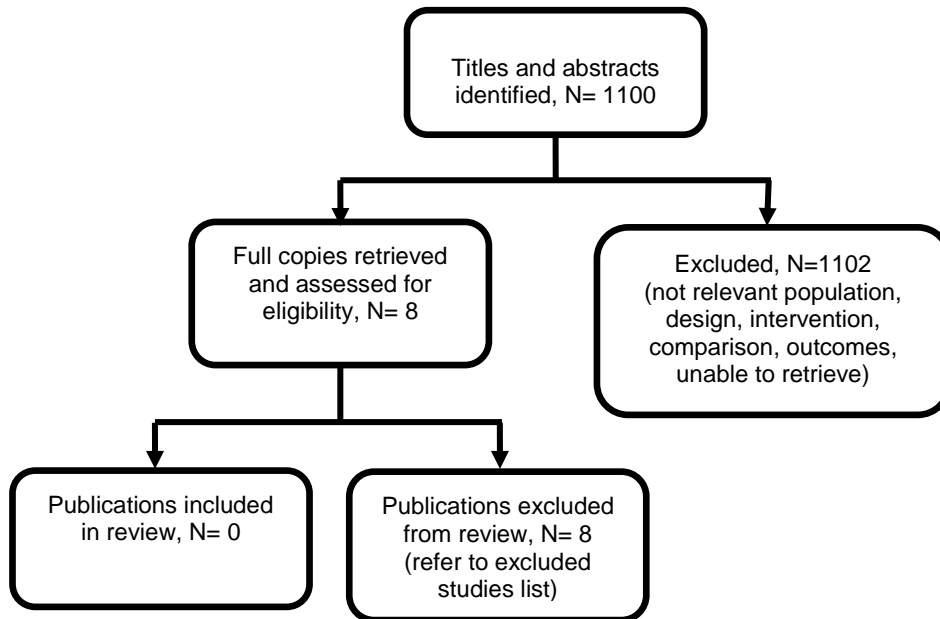 Titles and abstracts
identified, N= 1100
Full copies retrieved
and assessed for
eligibility, N= 8
Excluded, N=1102
(not relevant population,
design, intervention,
comparison, outcomes,
unable to retrieve)
Publications included
in review, N= 0
Publications excluded
from review, N= 8
(refer to excluded
studies list)